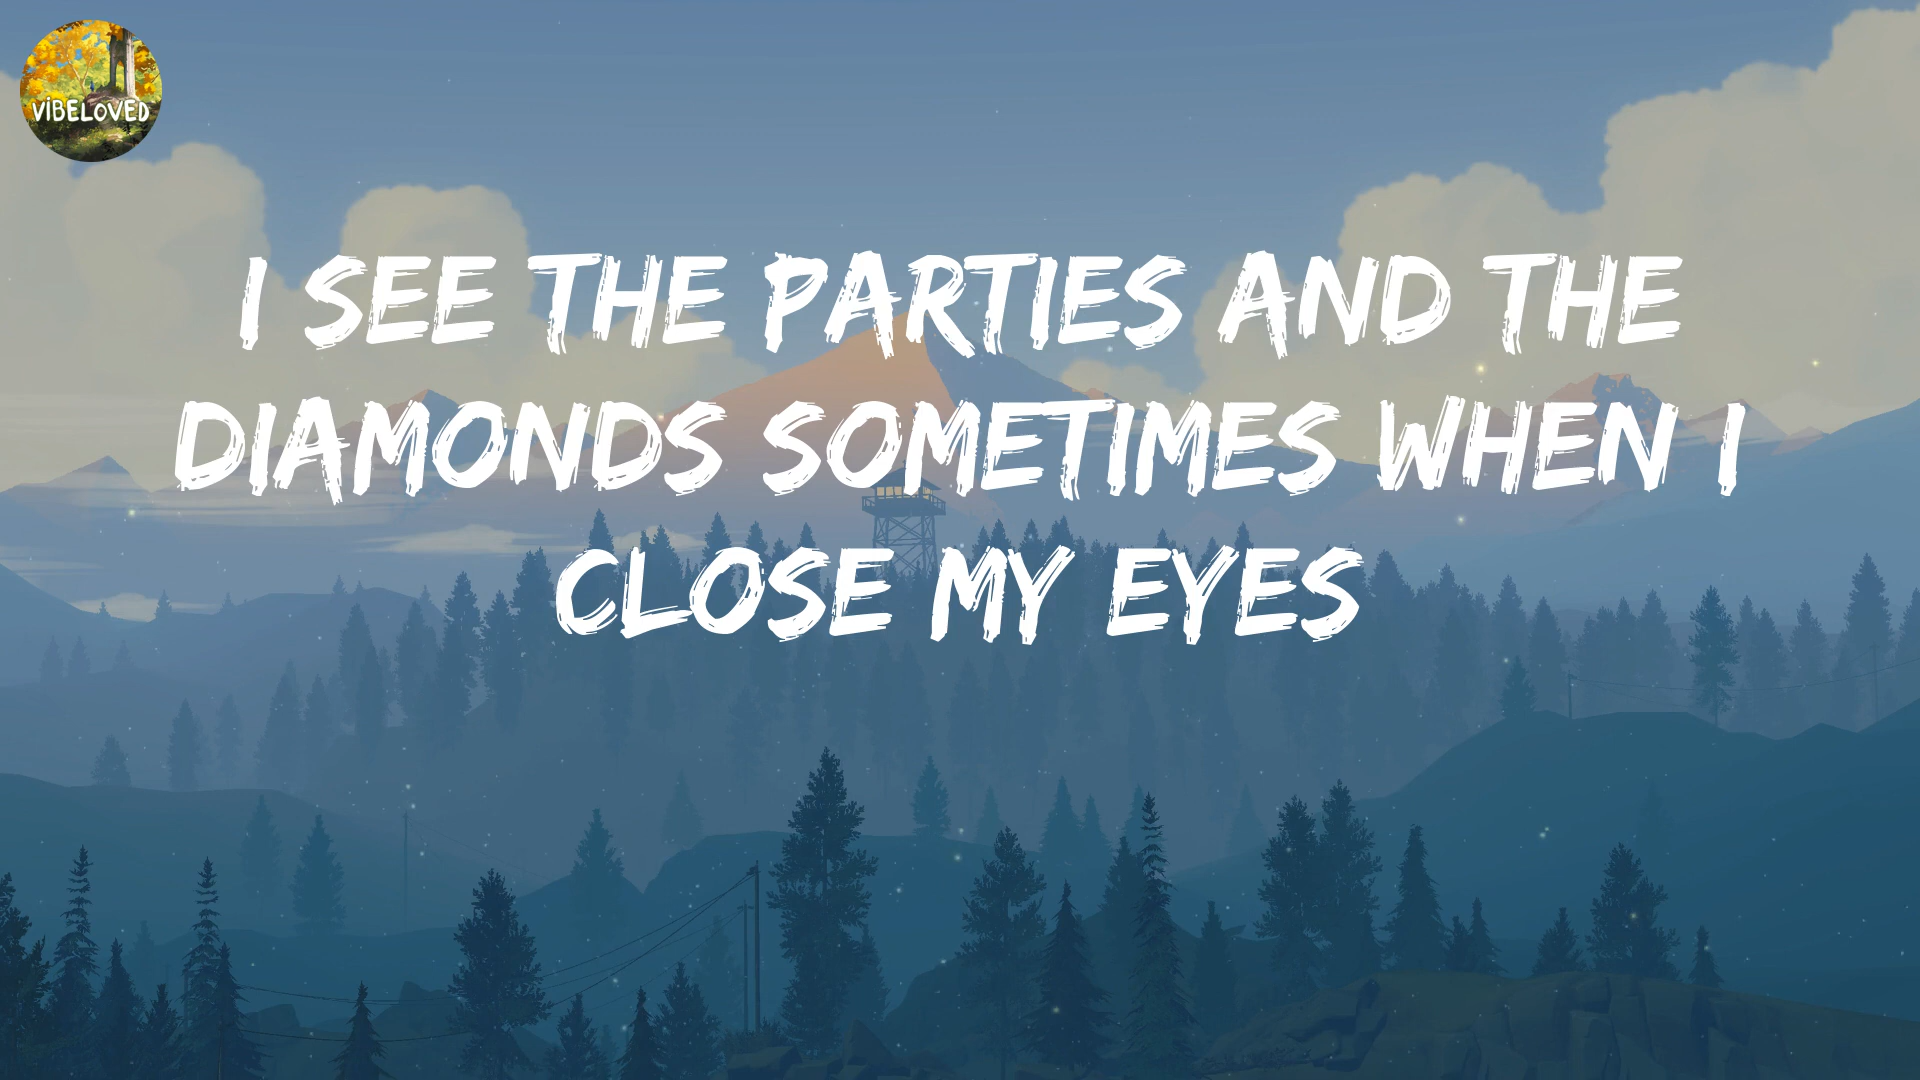 VIBELOVED
I SEE THE PARTIES AND THE
DIAMONDS SOMETIMES WHEN I
CLOSE MY EYES